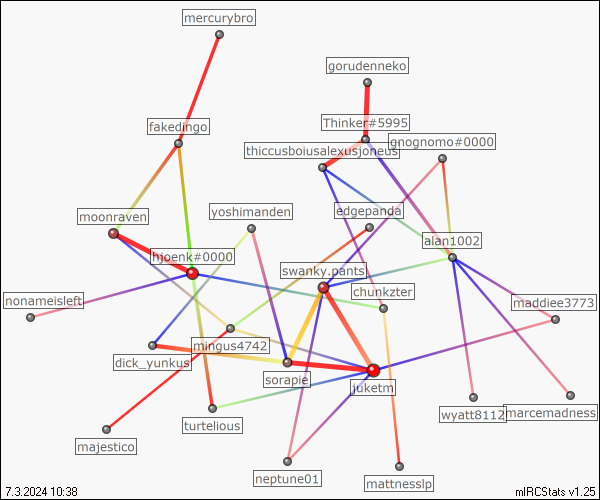 mercurybro
gorudenneko
fakedingo
Thinker#5995
gnognomo#0000
thiccusboiusalexusjoneus
moonraven
yoshimanden
edgepanda
alan1002
hjoenk#0000
swanky.pants
chunkzter
nonameisleft
maddiee3773
mingus4742
dick_yunkus
sorapie
juketm
wyatt8112
marcemadness
turtelious
majestico
neptune01
mattnesslp
7.3.2024 10:38
mIRCStats v1.25